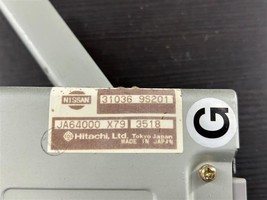 NISSAN
31036 9S201
JA64000 X79 3518
Hitachi, Ltd. Tokyo Japan
MADE IN JAPAN
G